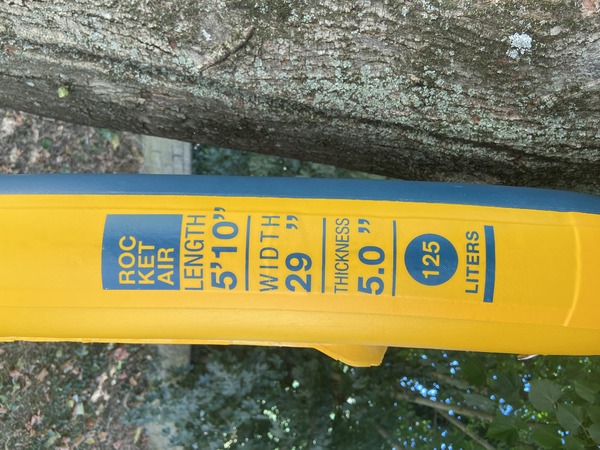 ROC
KET
AIR
LENGTH
5'10"
WIDTH
29 "
THICKNESS
5.0 "
125
LITERS